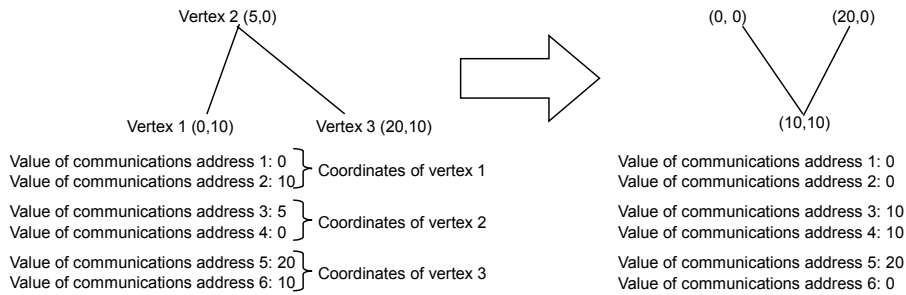 Vertex 2 (5,0)
Vertex 1 (0,10)
Vertex 3 (20,10)
Value of communications address 1: 0
Value of communications address 2: 10
Coordinates of vertex 1
Value of communications address 3: 5
Value of communications address 4: 0
Coordinates of vertex 2
Value of communications address 5: 20
Value of communications address 6: 10
Coordinates of vertex 3
(0, 0)
(20,0)
(10,10)
Value of communications address 1: 0
Value of communications address 2: 0
Value of communications address 3: 10
Value of communications address 4: 10
Value of communications address 5: 20
Value of communications address 6: 0